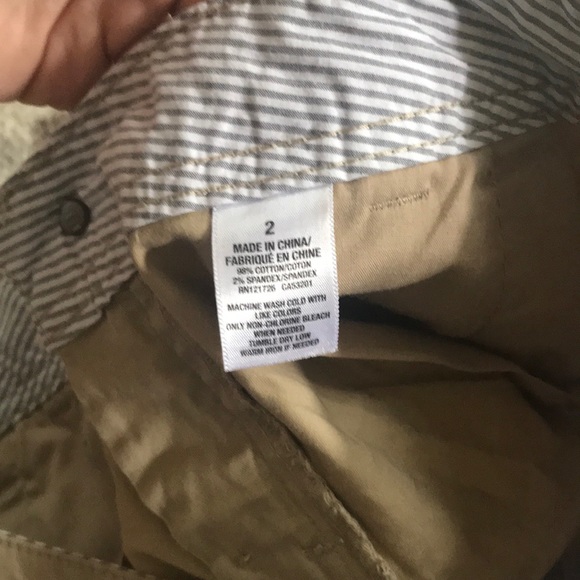 2
MADE IN CHINA/
FABRIQUÉ EN CHINE
98% COTTON/COTON
2% SPANDEX/SPANDEX
RN121726 CA53201
MACHINE WASH COLD WITH
LIKE COLORS
ONLY NON-CHLORINE BLEACH
WHEN NEEDED
TUMBLE DRY LOW
WARM IRON IF NEEDED